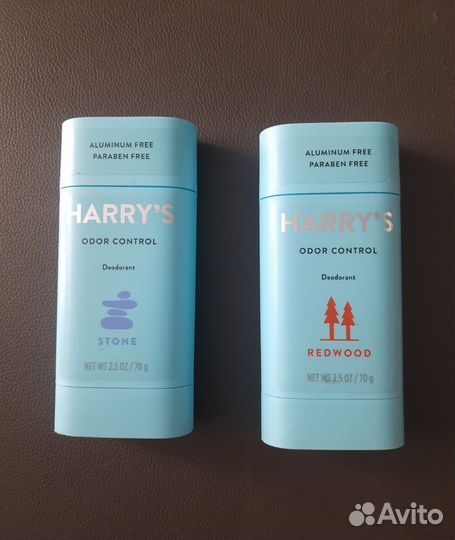 ALUMINUM FREE
PARABEN FREE
HARRY'S
ODOR CONTROL
Deodorant
STONE
NET WT 2.5 OZ / 70 g
ALUMINUM FREE
PARABEN FREE
HARRY'S
ODOR CONTROL
Deodorant
REDWOOD
NET WT 2.5 OZ / 70 g
Avito